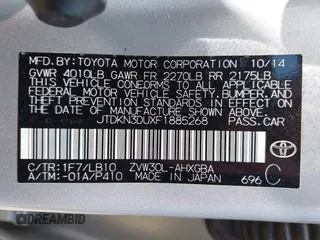 MFD. BY:TOYOTA MOTOR CORPORATION 10/14
GVWR 4010LB GAWR FR 2270LB RR 2175LB
THIS VEHICLE CONFORMS TO ALL APPLICABLE
FEDERAL MOTOR VEHICLE SAFETY,
BUMPER, AND THEFT PREVENTION STANDARDS
IN EFFECT ON THE DATE OF
MANUFACTURE SHOWN ABOVE.
JTDKN3DUXF1885268 PASS. CAR
C/TR:1F7/LB10 ZVW30L-AHXGBA
A/TM:-01A/P410 MADE IN JAPAN 696 C
TOYOTA
DREAMBID